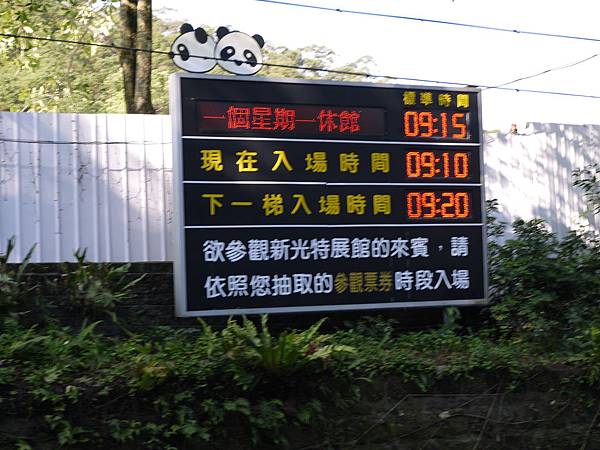 標準時間
一個星期一休館 09:15
現在入場時間 09:10
下一梯入場時間 09:20
欲參觀新光特展館的來賓，請
依照您抽取的參觀票券時段入場